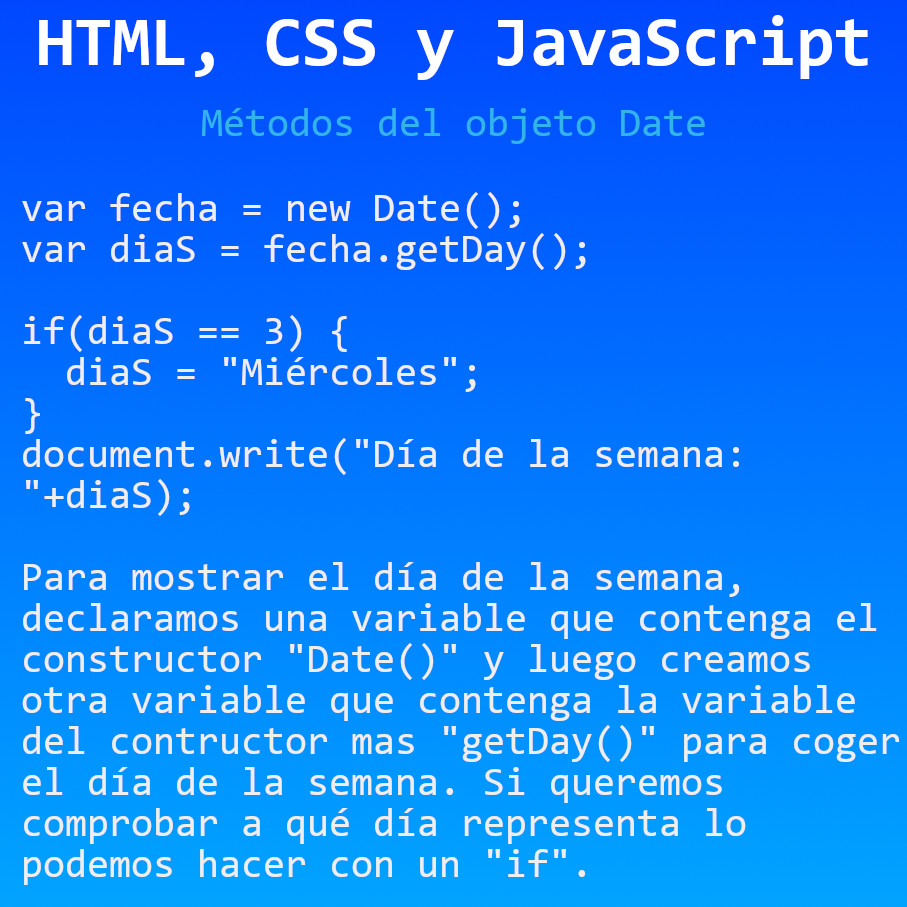 HTML, CSS y JavaScript
Métodos del objeto Date
var fecha = new Date();
var diaS = fecha.getDay();
if(diaS == 3) {
  diaS = "Miércoles";
}
document.write("Día de la semana:
"+diaS);
Para mostrar el día de la semana,
declaramos una variable que contenga el
constructor "Date()" y luego creamos
otra variable que contenga la variable
del contructor mas "getDay()" para coger
el día de la semana. Si queremos
comprobar a qué día representa lo
podemos hacer con un "if".